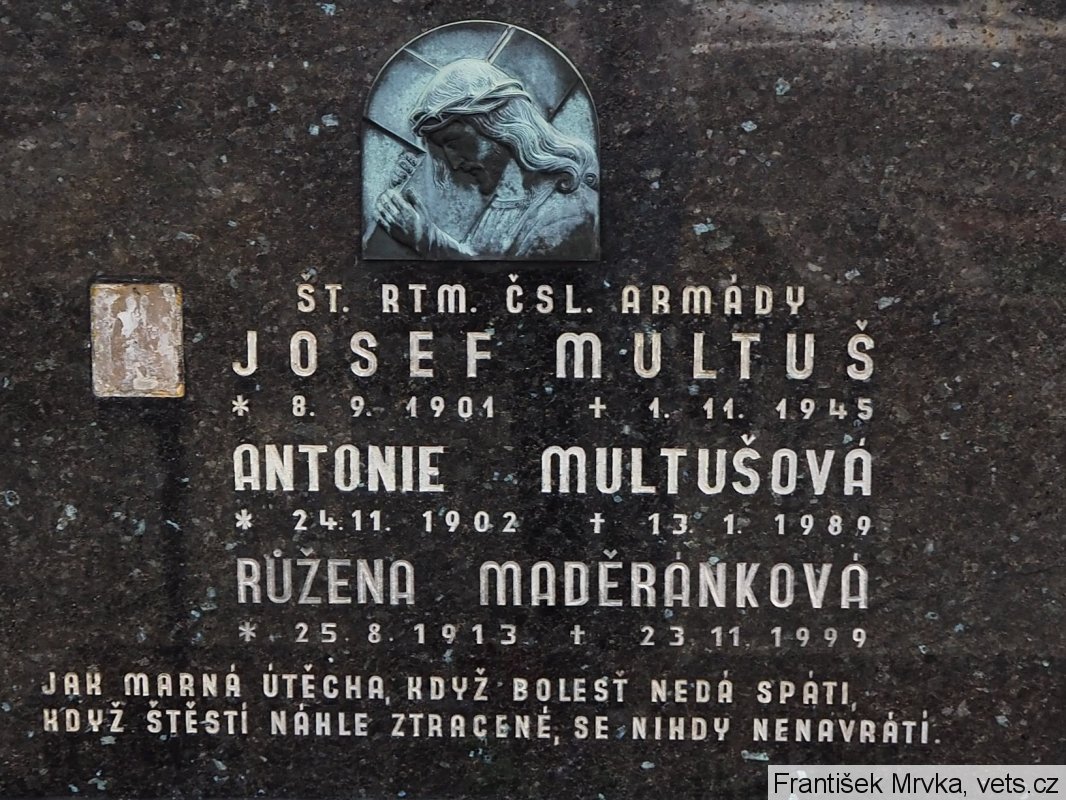 ŠT. RTM. ČSL. ARMÁDY
JOSEF MULTUŠ
* 8. 9. 1901 + 1. 11. 1945
ANTONIE MULTUŠOVÁ
* 24.11. 1902 † 13. 1. 1989
RŮŽENA MADĚRÁNKOVÁ
* 25. 8. 1913 † 23. 11. 1999
JAK MARNÁ ÚTĚCHA, KDYŽ BOLESŤ NEDÁ SPÁTI,
KDYŽ ŠTĚSTÍ NÁHLE ZTRACENÉ, SE NIHDY NENAVRÁTÍ.
František Mrvka, vets.cz